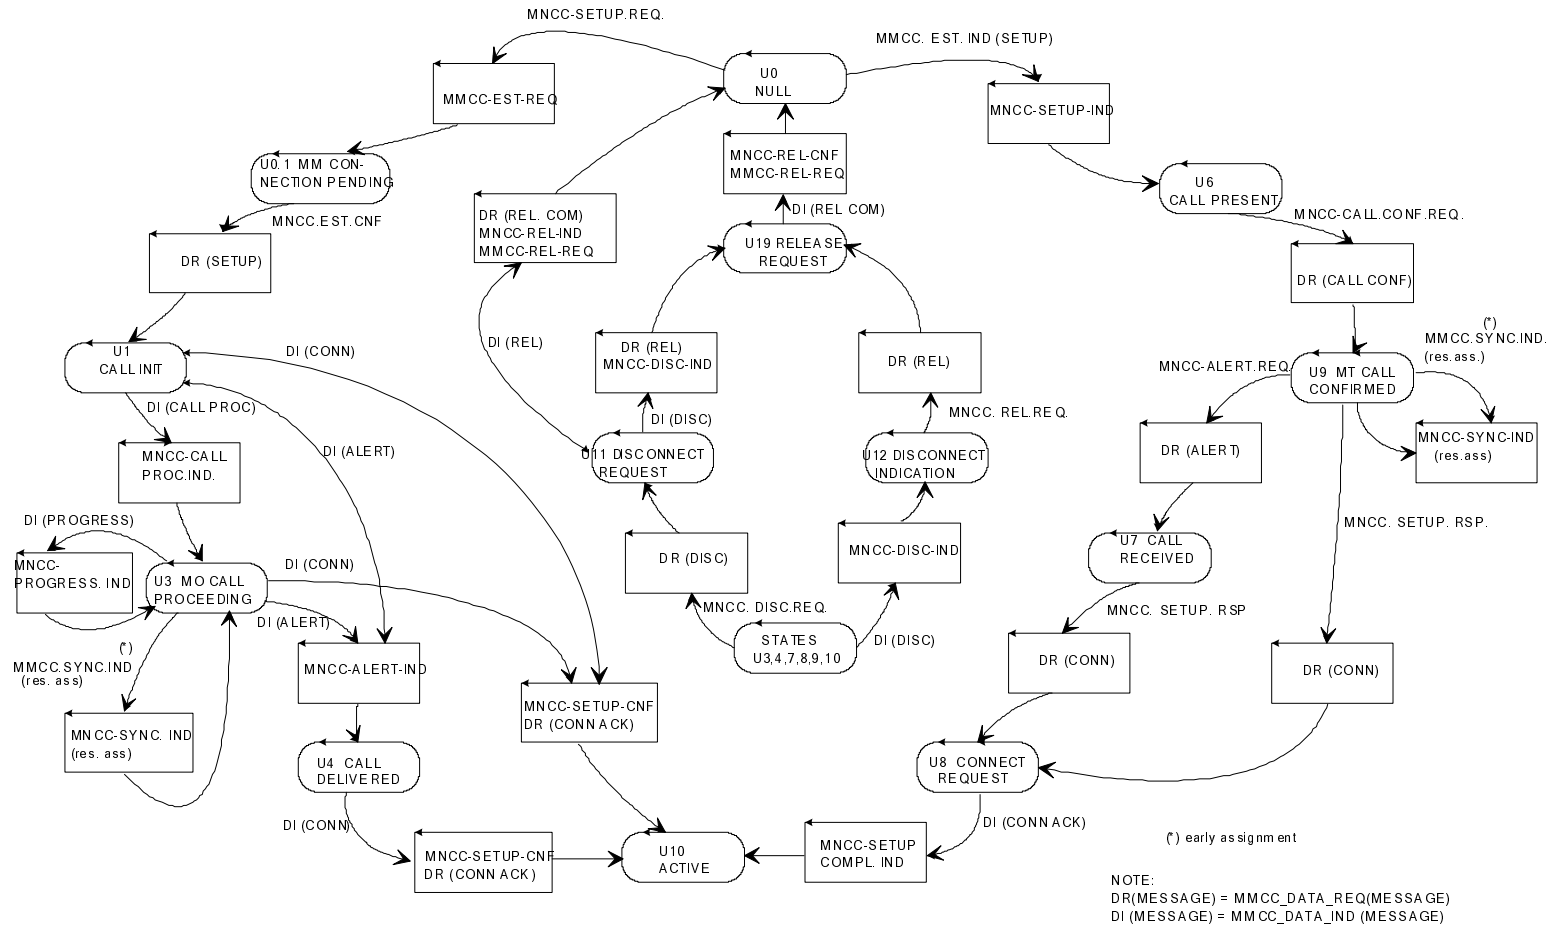 MNCC-SETUP.REQ.
MMCC. EST. IND (SETUP)
U0
NULL
MMCC-EST-REQ
MNCC-SETUP-IND
MNCC-REL-CNF
MMCC-REL-REQ
U0.1 MM CON-
NECTION PENDING
U6
CALL PRESENT
DI (REL COM)
MNCC.EST.CNF
MNCC-CALL.CONF.REQ.
DR (REL. COM)
MNCC-REL-IND
MMCC-REL-REQ
U19 RELEASE
REQUEST
DR (SETUP)
DR (CALL CONF)
(*)
MMCC.SYNC.IND.
(res.ass.)
DI (REL)
DI (CONN)
U1
CALL INIT
DR (REL)
MNCC-DISC-IND
DR (REL)
MNCC-ALERT.REQ.
U9 MT CALL
CONFIRMED
DI (CALL PROC)
DI (DISC)
MNCC. REL.REQ.
MNCC-CALL
PROC.IND.
DI (ALERT)
U11 DISCONNECT
REQUEST
U12 DISCONNECT
INDICATION
DR (ALERT)
MNCC-SYNC-IND
(res.ass)
DI (PROGRESS)
MNCC. SETUP. RSP.
MNCC-
PROGRESS. IND
DI (CONN)
DR (DISC)
MNCC-DISC-IND
U7 CALL
RECEIVED
U3 MO CALL
PROCEEDING
DI (ALERT)
MNCC. DISC.REQ.
MNCC. SETUP. RSP
(*)
MMCC.SYNC.IND
(res. ass)
MNCC-ALERT-IND
STATES
U3,4,7,8,9,10
DI (DISC)
DR (CONN)
DR (CONN)
MNCC-SYNC. IND
(res. ass)
MNCC-SETUP-CNF
DR (CONN ACK)
U4 CALL
DELIVERED
U8 CONNECT
REQUEST
DI (CONN)
DI (CONN ACK)
MNCC-SETUP-CNF
DR (CONN ACK)
U10
ACTIVE
MNCC-SETUP
COMPL. IND
(*) early assignment
NOTE:
DR(MESSAGE) = MMCC_DATA_REQ(MESSAGE)
DI (MESSAGE) = MMCC_DATA_IND (MESSAGE)